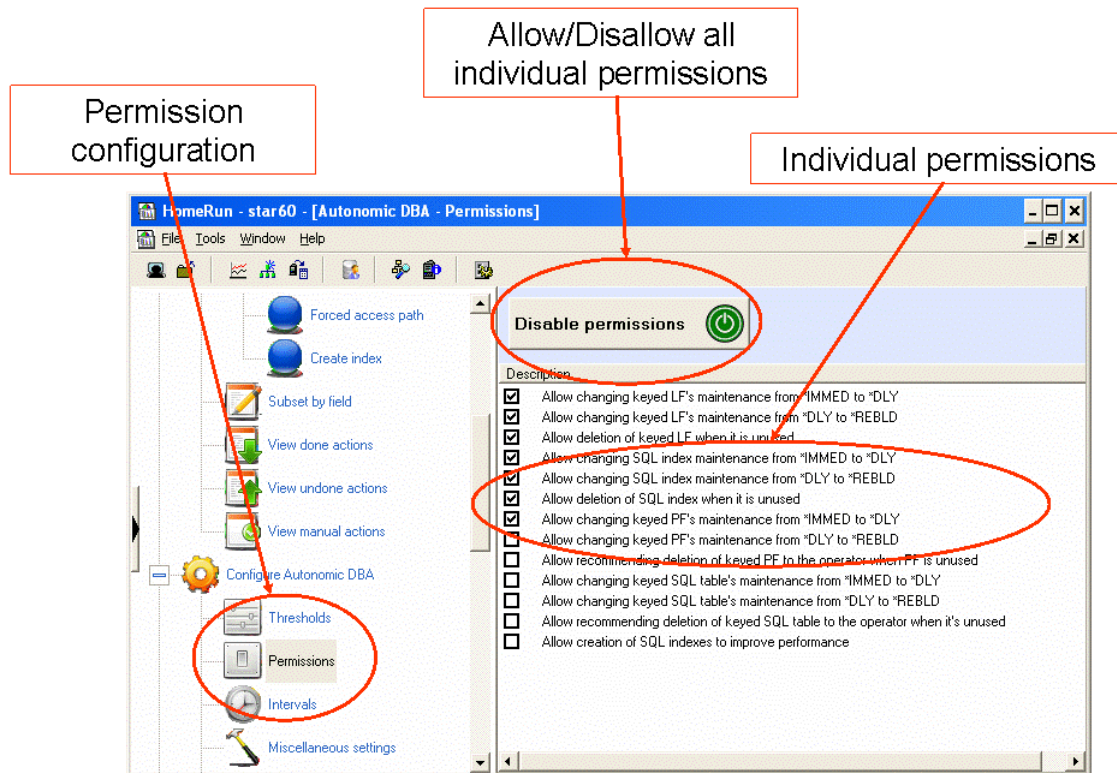 Allow/Disallow all
individual permissions
Permission
configuration
Individual permissions
HomeRun - star60 - [Autonomic DBA - Permissions]
File Tools Window Help
Forced access path
Create index
Subset by field
View done actions
View undone actions
View manual actions
Configure Autonomic DBA
Thresholds
Permissions
Intervals
Miscellaneous settings
Disable permissions
Description
Allow changing keyed LF's maintenance from *IMMED to *DLY
Allow changing keyed LF's maintenance from *DLY to *REBLD
Allow deletion of keyed LF when it is unused
Allow changing SQL index maintenance from *IMMED to *DLY
Allow changing SQL index maintenance from *DLY to *REBLD
Allow deletion of SQL index when it is unused
Allow changing keyed PF's maintenance from *IMMED to *DLY
Allow changing keyed PF's maintenance from *DLY to *REBLD
Allow recommending deletion of keyed PF to the operator when PF is unused
Allow changing keyed SQL table's maintenance from *IMMED to *DLY
Allow changing keyed SQL table's maintenance from *DLY to *REBLD
Allow recommending deletion of keyed SQL table to the operator when it's unused
Allow creation of SQL indexes to improve performance